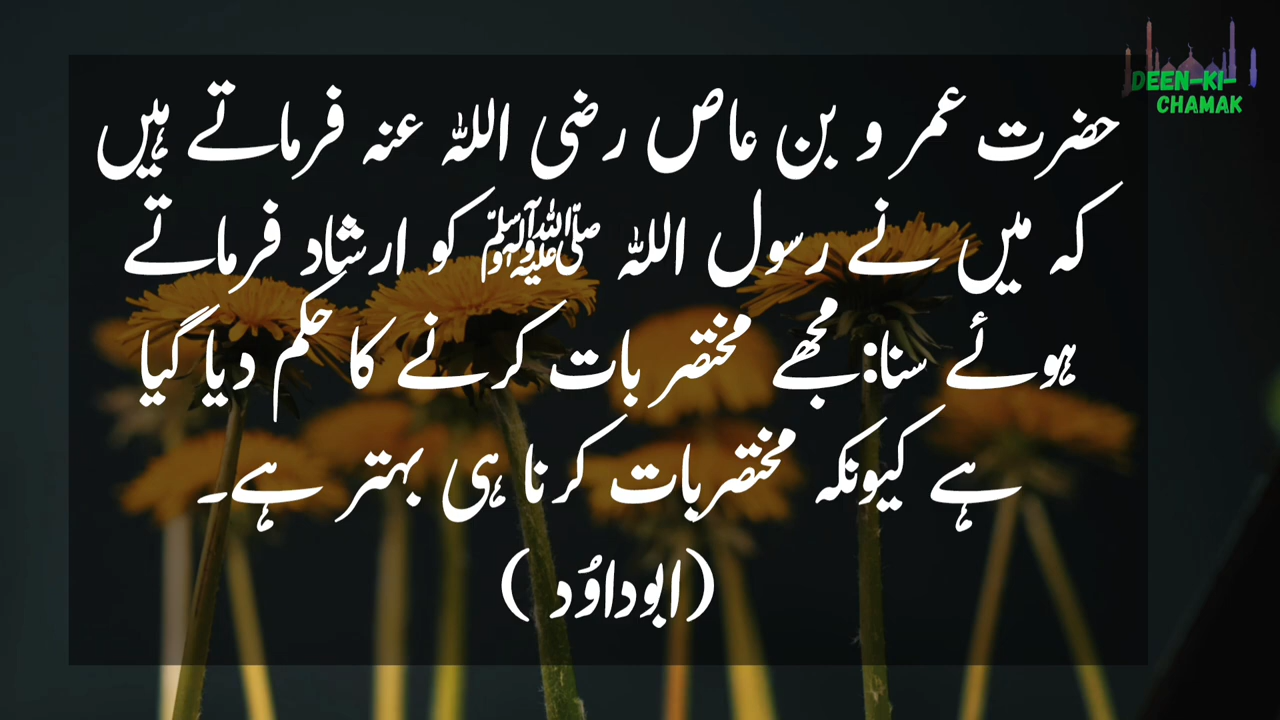 DEEN-KI-
CHAMAK
حضرت عمر و بن عاص رضی اللہ عنہ فرماتے ہیں
کہ میں نے رسول اللہ ﷺ کو ارشاد فرماتے
ہوئے سنا: مجھے مختصر بات کرنے کا حکم دیا گیا
ہے کیونکہ مختصر بات کرنا ہی بہتر ہے۔
(ابوداؤد)